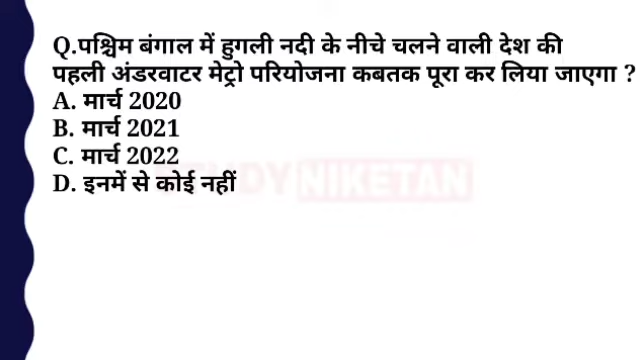 Q.पश्चिम बंगाल में हुगली नदी के नीचे चलने वाली देश की
पहली अंडरवाटर मेट्रो परियोजना कबतक पूरा कर लिया जाएगा ?
A. मार्च 2020
B. मार्च 2021
C. मार्च 2022
D. इनमें से कोई नहीं
STUDY NIKETAN